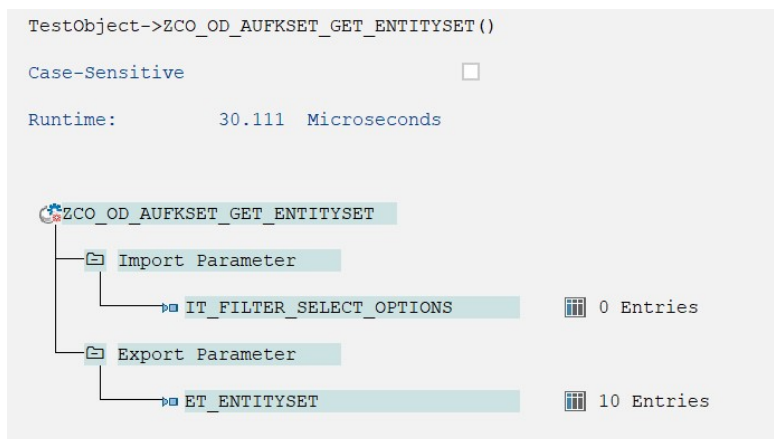 TestObject->ZCO_OD_AUFKSET_GET_ENTITYSET()
Case-Sensitive
Runtime: 30.111 Microseconds
ZCO_OD_AUFKSET_GET_ENTITYSET
Import Parameter
IT_FILTER_SELECT_OPTIONS 0 Entries
Export Parameter
ET_ENTITYSET 10 Entries